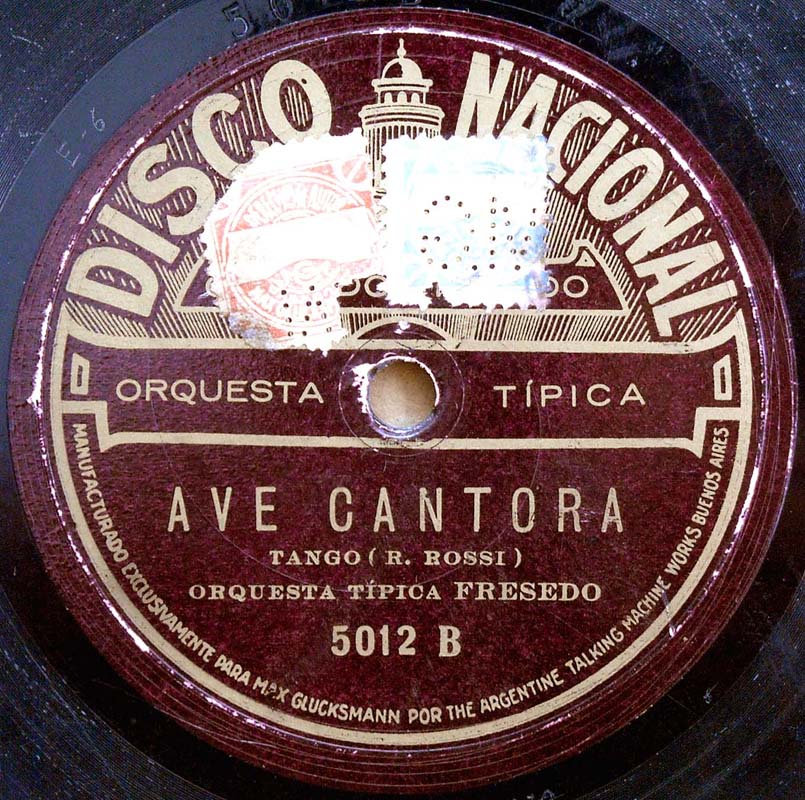 DISCO NACIONAL
ORQUESTA TÍPICA
AVE CANTORA
TANGO ( R. ROSSI )
ORQUESTA TÍPICA FRESEDO
5012 B
MANUFACTURADO EXCLUSIVAMENTE PARA MAX GLUCKSMANN POR THE ARGENTINE TALKING MACHINE WORKS BUENOS AIRES
E-6